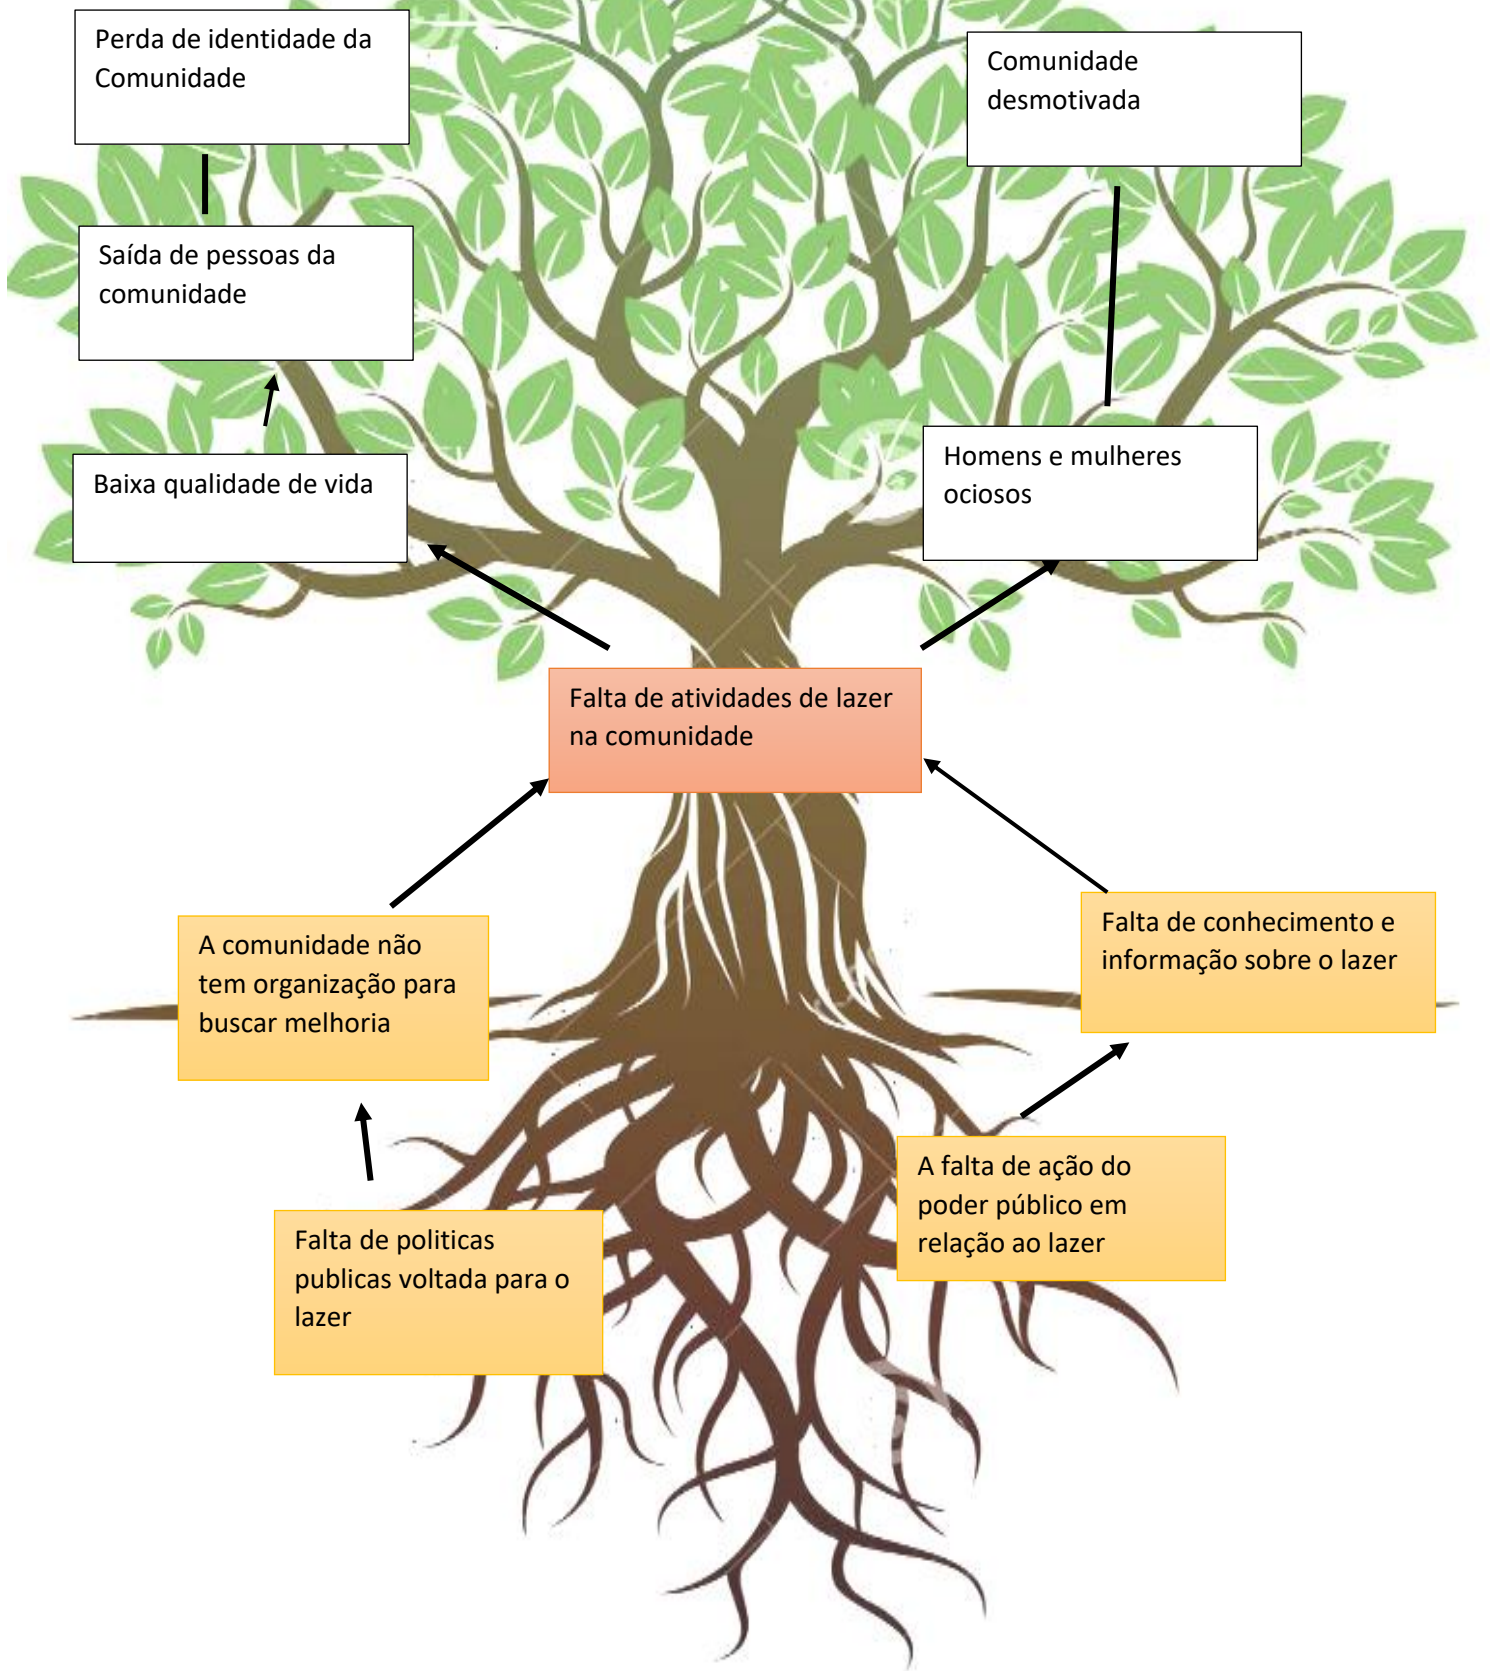 Perda de identidade da
Comunidade
Comunidade
desmotivada
Saída de pessoas da
comunidade
Baixa qualidade de vida
Homens e mulheres
ociosos
Falta de atividades de lazer
na comunidade
A comunidade não
tem organização para
buscar melhoria
Falta de conhecimento e
informação sobre o lazer
Falta de politicas
publicas voltada para o
lazer
A falta de ação do
poder público em
relação ao lazer